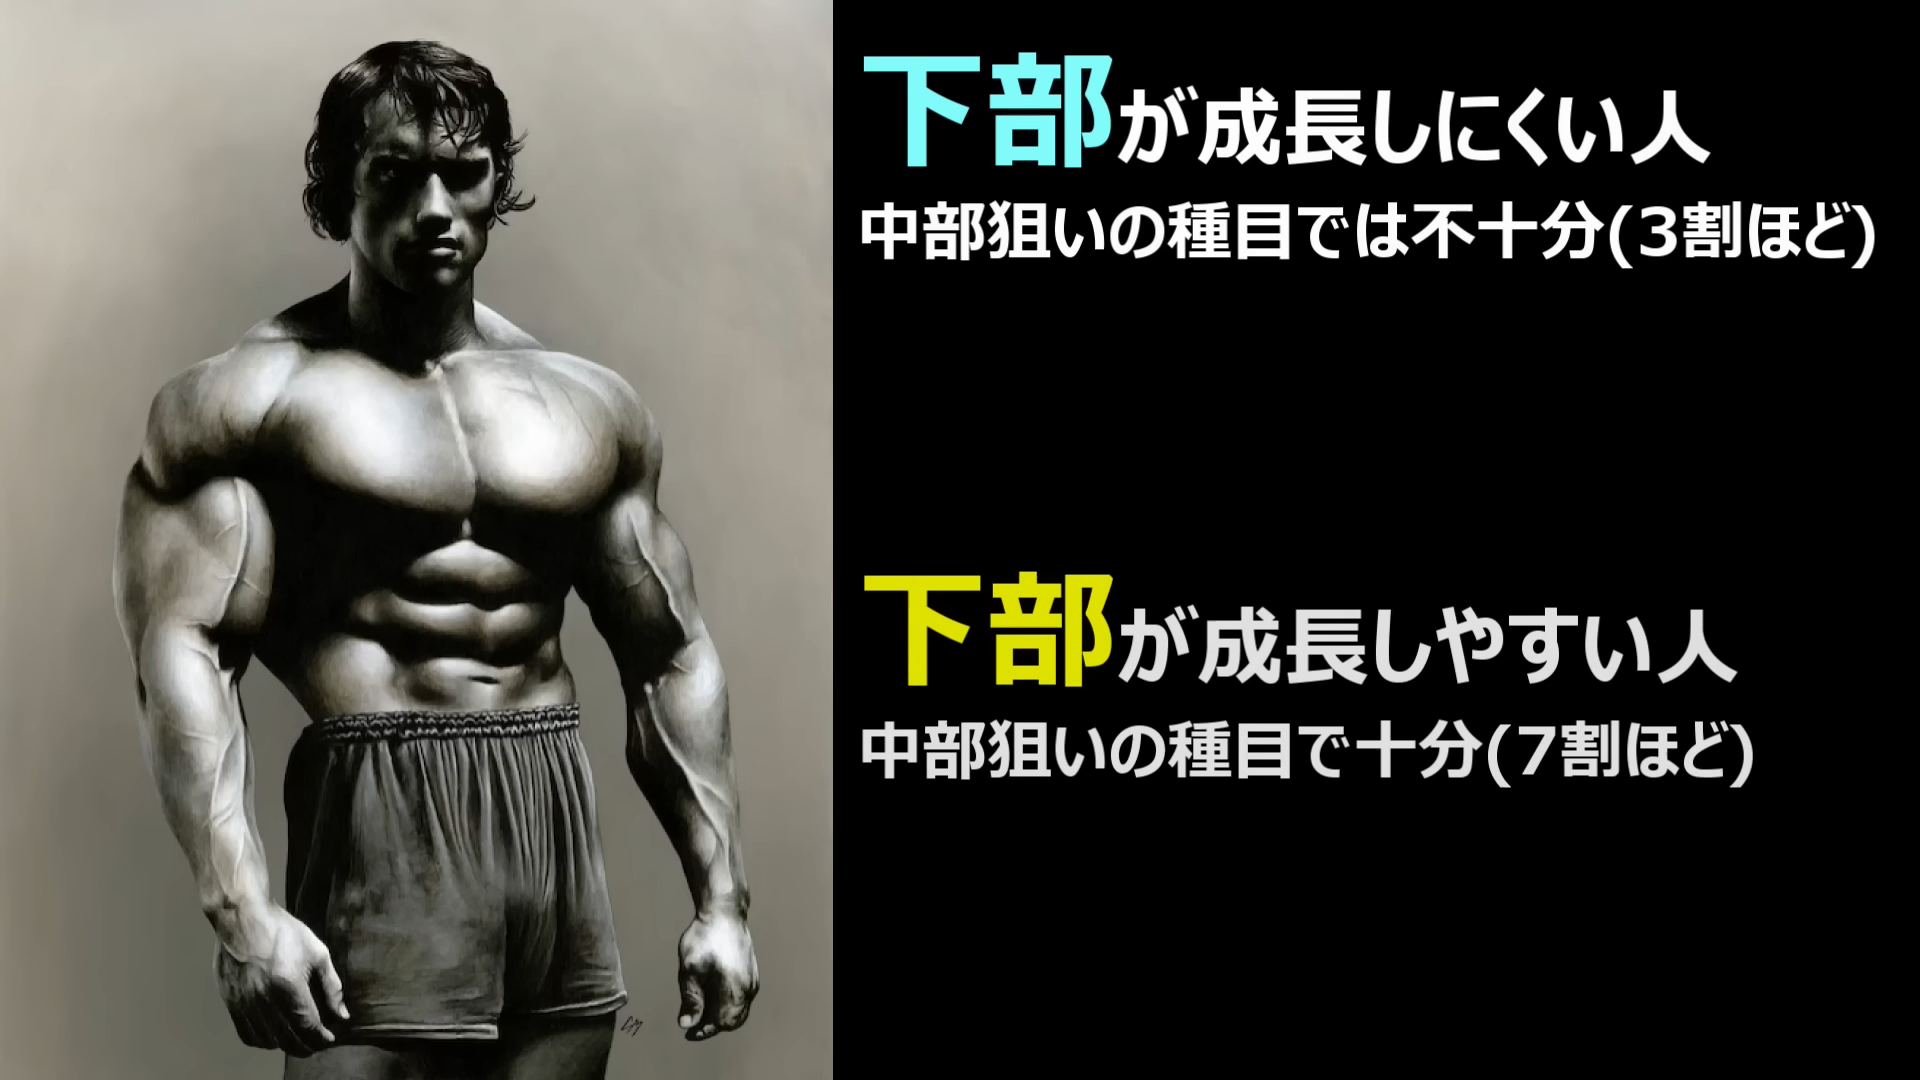 下部が成長しにくい人
中部狙いの種目では不十分(3割ほど)
下部が成長しやすい人
中部狙いの種目で十分(7割ほど)